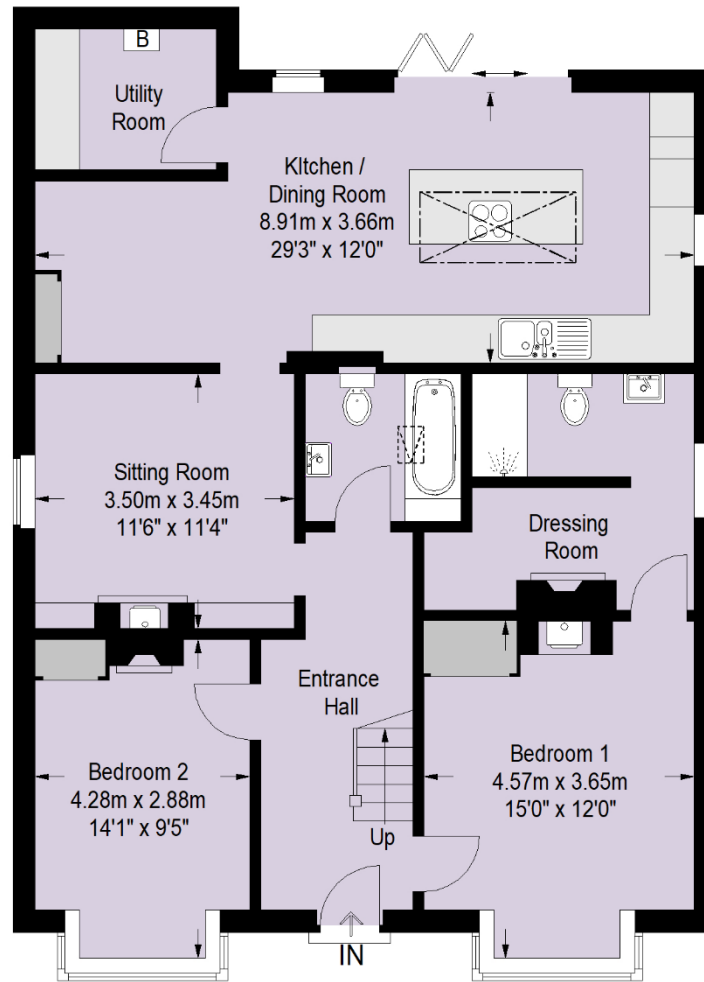 B
Utility
Room
KItchen /
Dining Room
8.91m x 3.66m
29'3" x 12'0"
Sitting Room
3.50m x 3.45m
11'6" x 11'4"
Dressing
Room
Entrance
Hall
Bedroom 2
4.28m x 2.88m
14'1" x 9'5"
Bedroom 1
4.57m x 3.65m
15'0" x 12'0"
Up
IN